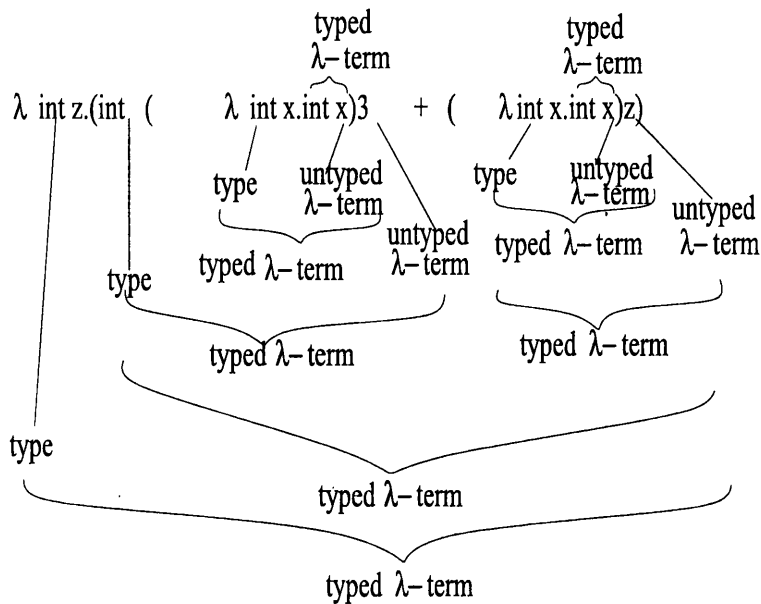 typed typed
λ– term λ– term
λ int z.(int ( λ int x.int x)3 + ( λ int x.int x)z)
type untyped type untyped
λ– term λ– term
untyped untyped
typed λ– term λ– term typed λ– term λ– term
type
typed λ– term typed λ– term
type
typed λ– term
typed λ– term